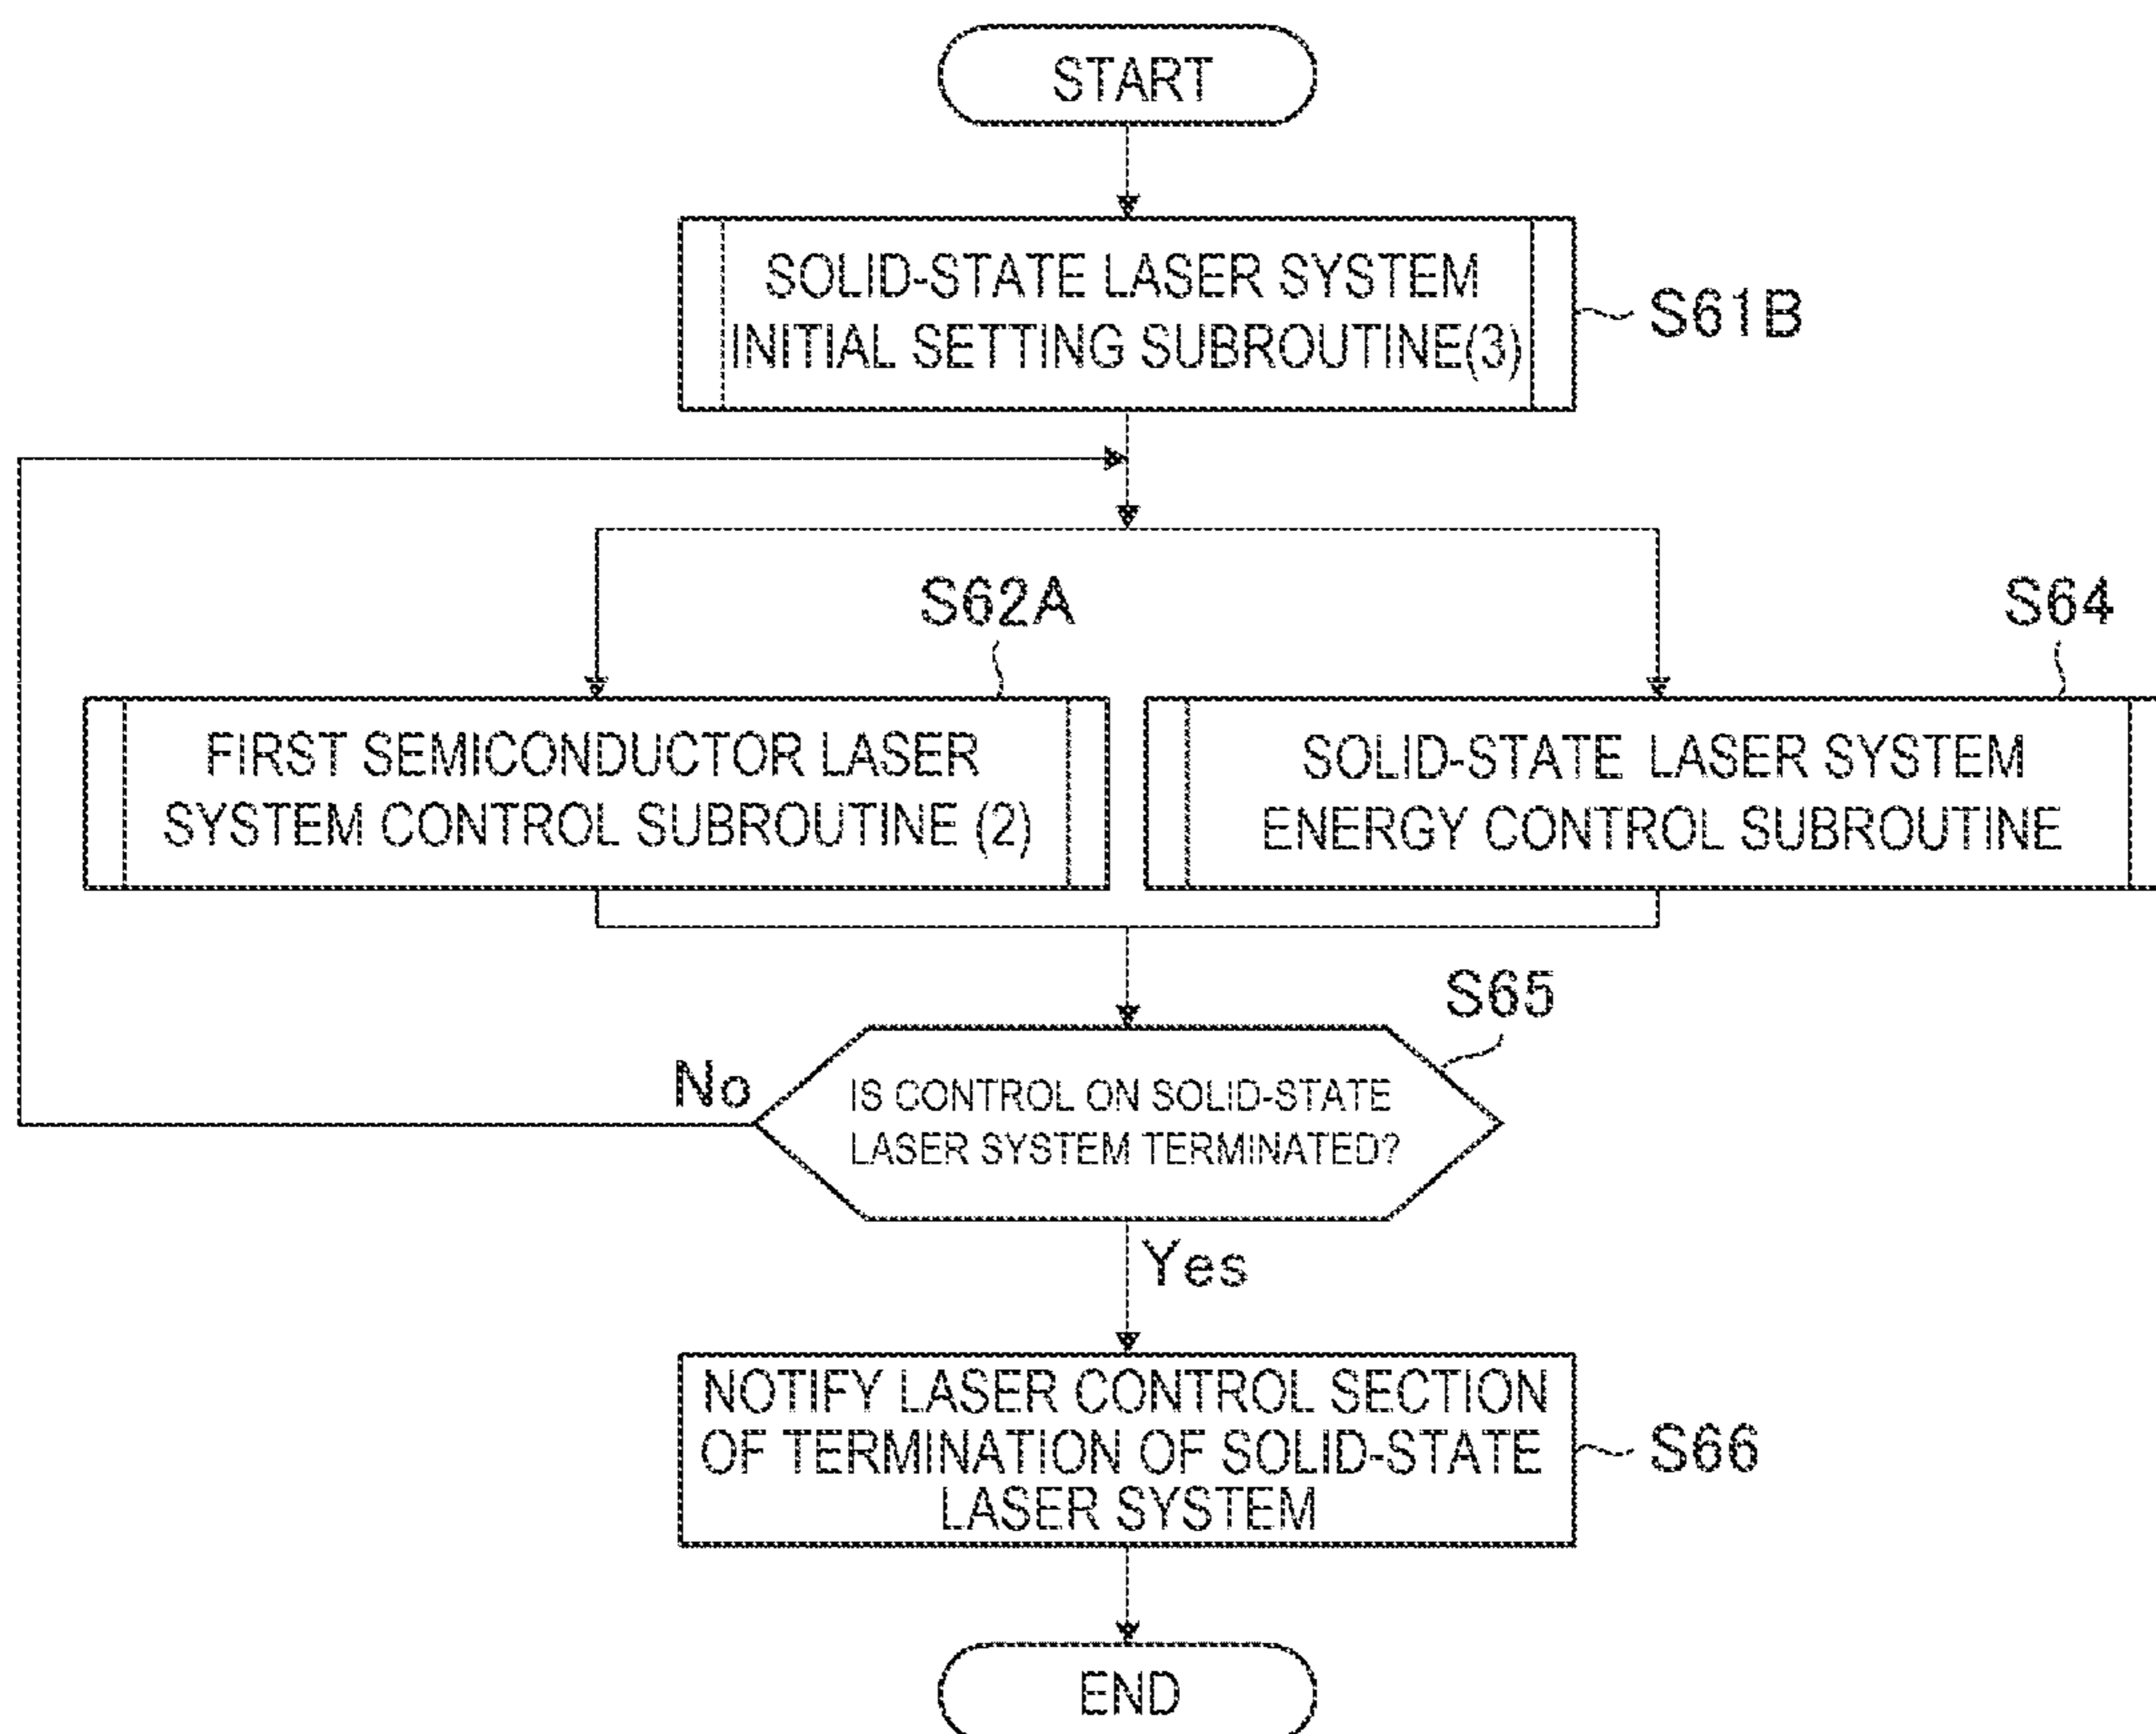 START
SOLID-STATE LASER SYSTEM
INITIAL SETTING SUBROUTINE(3)
S61B
S62A
S64
FIRST SEMICONDUCTOR LASER
SYSTEM CONTROL SUBROUTINE (2)
SOLID-STATE LASER SYSTEM
ENERGY CONTROL SUBROUTINE
S65
No
IS CONTROL ON SOLID-STATE
LASER SYSTEM TERMINATED?
Yes
NOTIFY LASER CONTROL SECTION
OF TERMINATION OF SOLID-STATE
LASER SYSTEM
S66
END